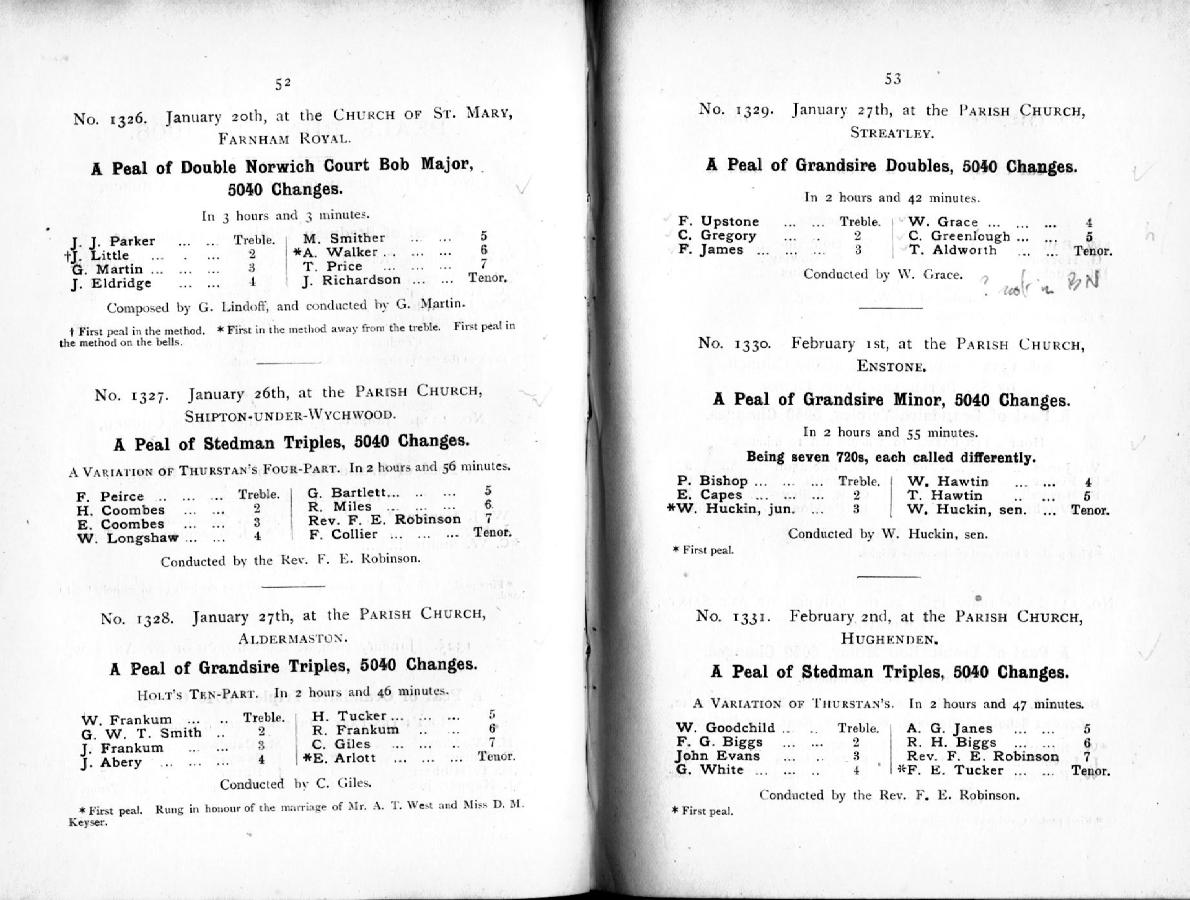 52
No. 1326. January 20th, at the CHURCH OF ST. MARY,
FARNHAM ROYAL.
A Peal of Double Norwich Court Bob Major,
5040 Changes.
In 3 hours and 3 minutes.
J. J. Parker ... ... Treble. M. Smither ... ... 5
†J. Little ... . ... 2 *A. Walker . . ... ... 6
G. Martin ... ... ... 3 T. Price ... ... ... 7
J. Eldridge ... ... 4 J. Richardson ... ... Tenor.
Composed by G. Lindoff, and conducted by G. Martin.
† First peal in the method. * First in the method away from the treble. First peal in
the method on the bells.
No. 1327. January 26th, at the PARISH CHURCH,
SHIPTON-UNDER-WYCHWOOD.
A Peal of Stedman Triples, 5040 Changes.
A VARIATION OF THURSTAN'S FOUR-PART. In 2 hours and 56 minutes.
F. Peirce .. ... ... Treble. G. Bartlett... ... ... 5
H. Coombes ... ... 2 R. Miles ... ... ... 6
E. Coombes ... ... 3 Rev. F. E. Robinson 7
W. Longshaw ... ... 4 F. Collier ... ... ... Tenor.
Conducted by the Rev. F. E. Robinson.
No. 1328. January 27th, at the PARISH CHURCH,
ALDERMASTON.
A Peal of Grandsire Triples, 5040 Changes.
HOLT'S TEN-PART. In 2 hours and 46 minutes.
W. Frankum ... .. Treble. H. Tucker ... ... ... 5
G. W. T. Smith .. 2 R. Frankum .. .. 6
J. Frankum ... ... 3 C. Giles ... ... ... 7
J. Abery ... ... ... 4 *E. Arlott ... ... ... Tenor.
Conducted by C. Giles.
* First peal. Rung in honour of the marriage of Mr. A. T. West and Miss D. M.
Keyser.
53
No. 1329. January 27th, at the PARISH CHURCH,
STREATLEY.
A Peal of Grandsire Doubles, 5040 Changes.
In 2 hours and 42 minutes.
F. Upstone ... ... Treble. W. Grace ... ... ... 4
C. Gregory ... .. 2 C. Greenlough ... ... 5
F. James ... ... ... 3 T. Aldworth ... ... Tenor.
Conducted by W. Grace.
? not in BN
No. 1330. February 1st, at the PARISH CHURCH,
ENSTONE.
A Peal of Grandsire Minor, 5040 Changes.
In 2 hours and 55 minutes.
Being seven 720s, each called differently.
P. Bishop ... ... ... Treble. W. Hawtin ... ... 4
E. Capes ... ... ... 2 T. Hawtin .. ... 5
*W. Huckin, jun. ... 3 W. Huckin, sen. ... Tenor.
Conducted by W. Huckin, sen.
* First peal.
No. 1331. February 2nd, at the PARISH CHURCH,
HUGHENDEN.
A Peal of Stedman Triples, 5040 Changes.
A VARIATION OF THURSTAN'S. In 2 hours and 47 minutes.
W. Goodchild .. .. Treble. A. G. Janes ... ... 5
F. G. Biggs ... ... 2 R. H. Biggs ... ... 6
John Evans ... .. 3 Rev. F. E. Robinson 7
G. White ... ... .. 4 *F. E. Tucker ... ... Tenor.
Conducted by the Rev. F. E. Robinson.
* First peal.